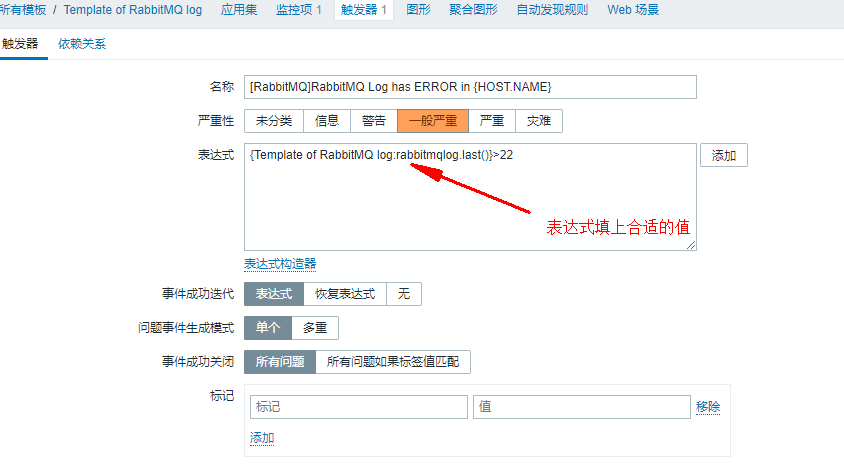 所有模板 / Template of RabbitMQ log 应用集 监控项 1 触发器 1 图形 聚合图形 自动发现规则 Web 场景
触发器 依赖关系
名称 [RabbitMQ]RabbitMQ Log has ERROR in {HOST.NAME}
严重性 未分类 信息 警告 一般严重 严重 灾难
表达式 {Template of RabbitMQ log:rabbitmqlog.last()}>22 添加
表达式填上合适的值
表达式构造器
事件成功迭代 表达式 恢复表达式 无
问题事件生成模式 单个 多重
事件成功关闭 所有问题 所有问题如果标签值匹配
标记 标记 值 移除
添加